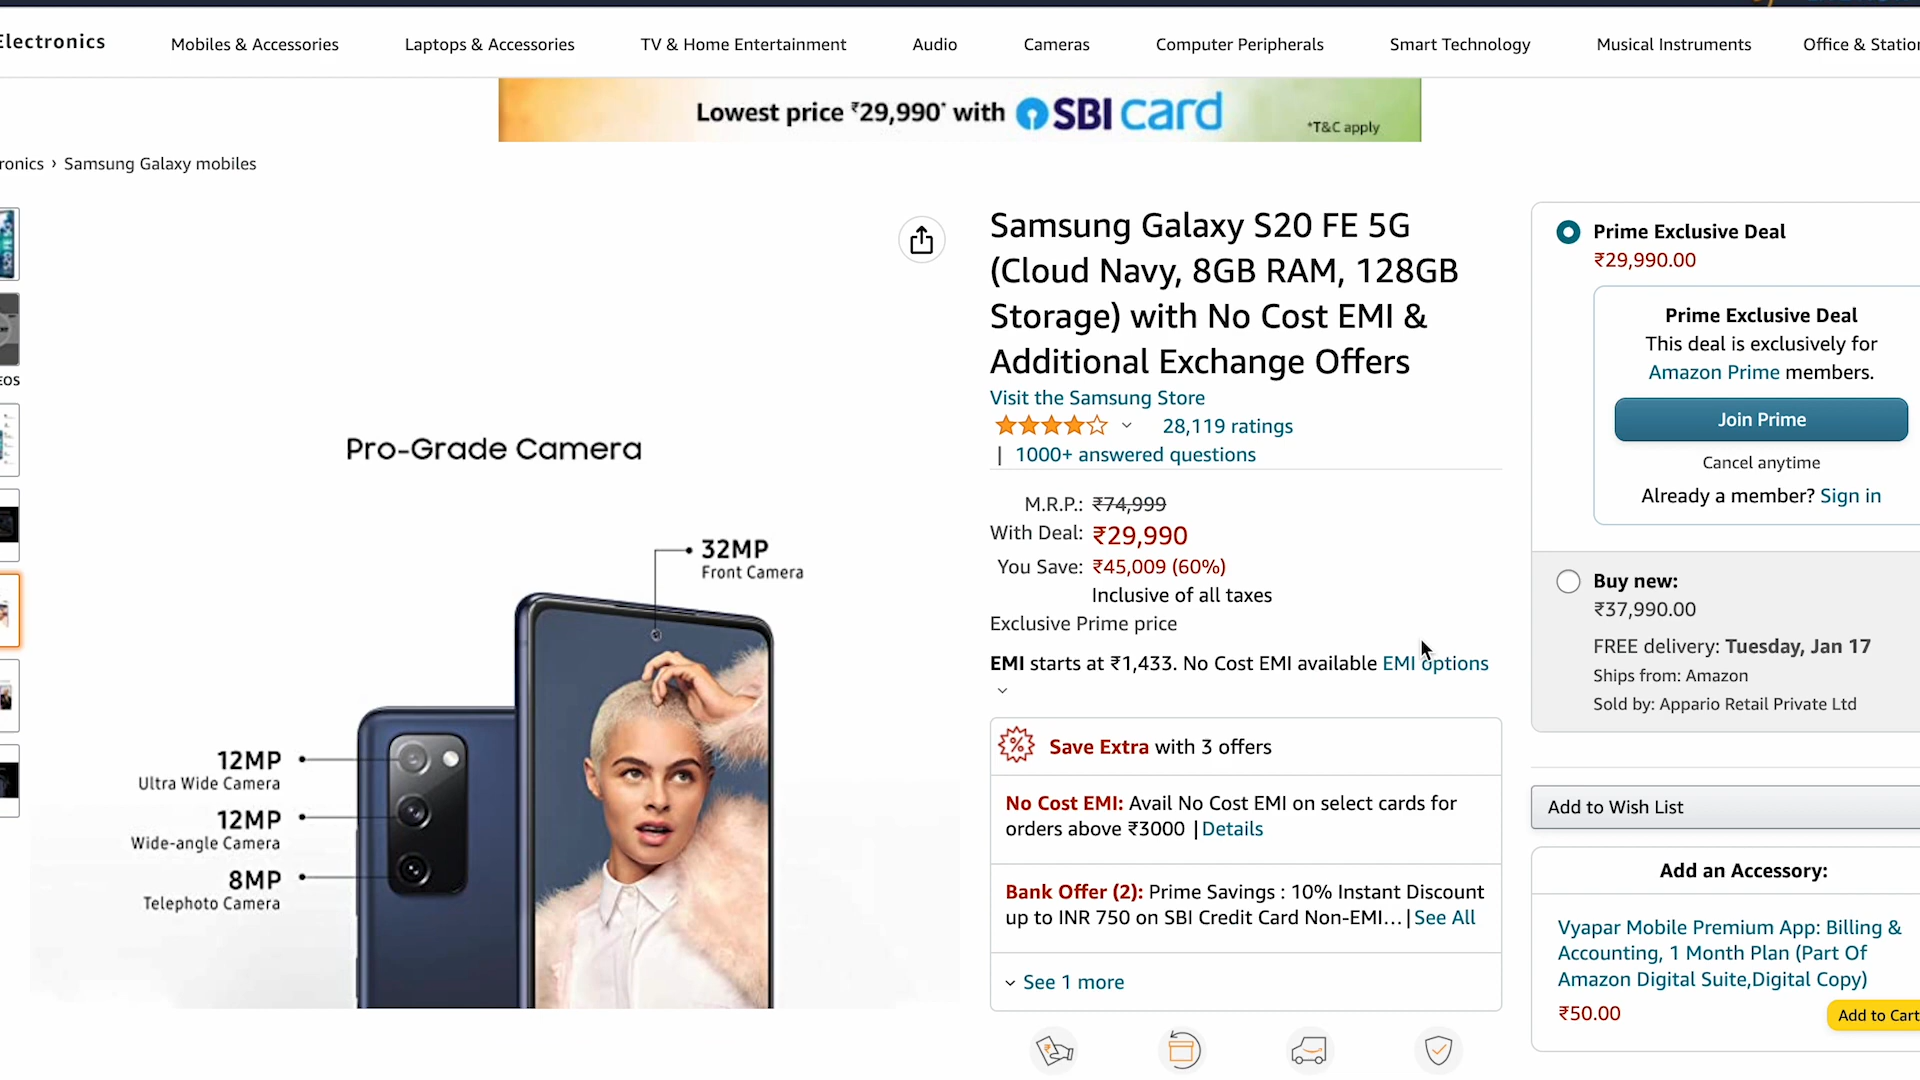 Electronics
Mobiles & Accessories
Laptops & Accessories
TV & Home Entertainment
Audio
Cameras
Computer Peripherals
Smart Technology
Musical Instruments
Office & Station
Lowest price ₹29,990* with SBI card
*T&C apply
ronics › Samsung Galaxy mobiles
S20 FE 5G
EOS
Pro-Grade Camera
32MP
Front Camera
12MP
Ultra Wide Camera
12MP
Wide-angle Camera
8MP
Telephoto Camera
Samsung Galaxy S20 FE 5G
(Cloud Navy, 8GB RAM, 128GB
Storage) with No Cost EMI &
Additional Exchange Offers
Visit the Samsung Store
28,119 ratings
| 1000+ answered questions
M.R.P.: ₹74,999
With Deal: ₹29,990
You Save: ₹45,009 (60%)
Inclusive of all taxes
Exclusive Prime price
EMI starts at ₹1,433. No Cost EMI available EMI options
Save Extra with 3 offers
No Cost EMI: Avail No Cost EMI on select cards for
orders above ₹3000 | Details
Bank Offer (2): Prime Savings : 10% Instant Discount
up to INR 750 on SBI Credit Card Non-EMI... | See All
See 1 more
Prime Exclusive Deal
₹29,990.00
Prime Exclusive Deal
This deal is exclusively for
Amazon Prime members.
Join Prime
Cancel anytime
Already a member? Sign in
Buy new:
₹37,990.00
FREE delivery: Tuesday, Jan 17
Ships from: Amazon
Sold by: Appario Retail Private Ltd
Add to Wish List
Add an Accessory:
Vyapar Mobile Premium App: Billing &
Accounting, 1 Month Plan (Part Of
Amazon Digital Suite,Digital Copy)
₹50.00
Add to Cart